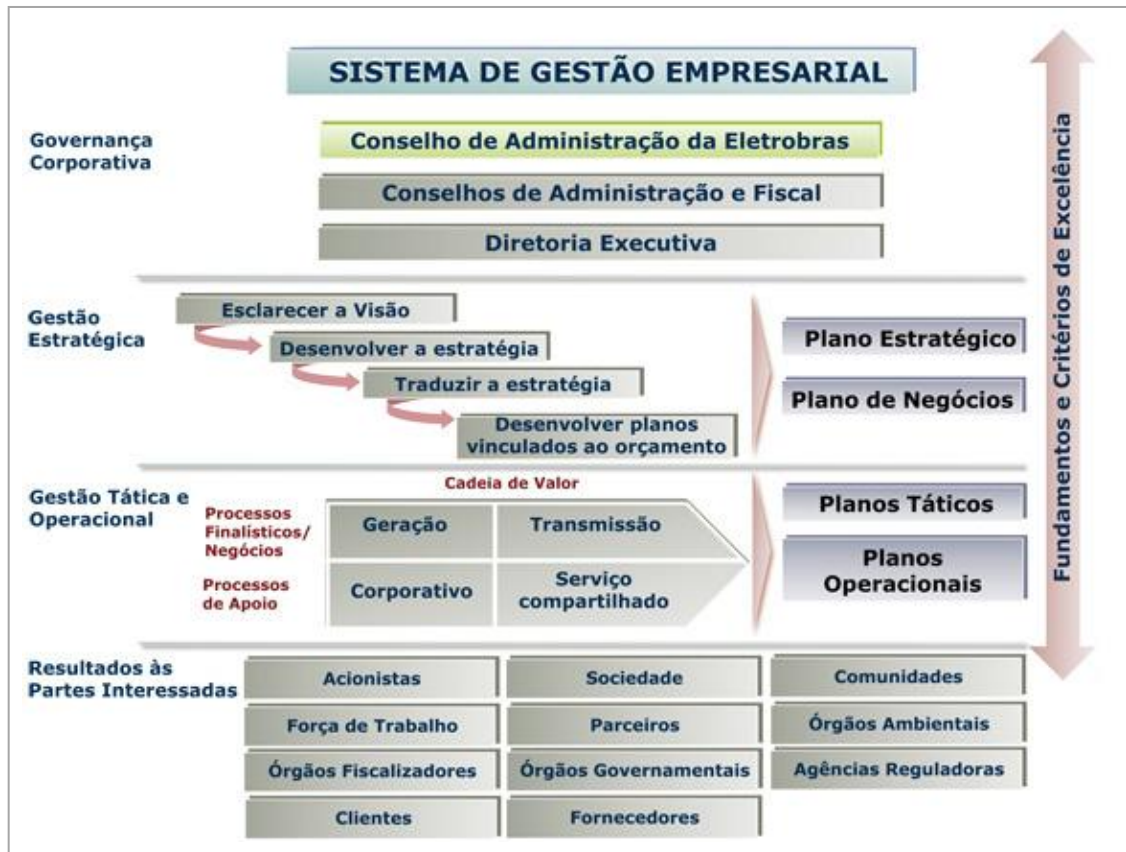 SISTEMA DE GESTÃO EMPRESARIAL
Governança
Corporativa
Conselho de Administração da Eletrobras
Conselhos de Administração e Fiscal
Diretoria Executiva
Gestão
Estratégica
Esclarecer a Visão
Desenvolver a estratégia
Traduzir a estratégia
Desenvolver planos
vinculados ao orçamento
Plano Estratégico
Plano de Negócios
Gestão Tática e
Operacional
Cadeia de Valor
Processos
Finalísticos/
Negócios
Geração
Transmissão
Processos
de Apoio
Corporativo
Serviço
compartilhado
Planos Táticos
Planos
Operacionais
Resultados às
Partes Interessadas
Acionistas
Sociedade
Comunidades
Força de Trabalho
Parceiros
Órgãos Ambientais
Órgãos Fiscalizadores
Órgãos Governamentais
Agências Reguladoras
Clientes
Fornecedores
Fundamentos e Critérios de Excelência